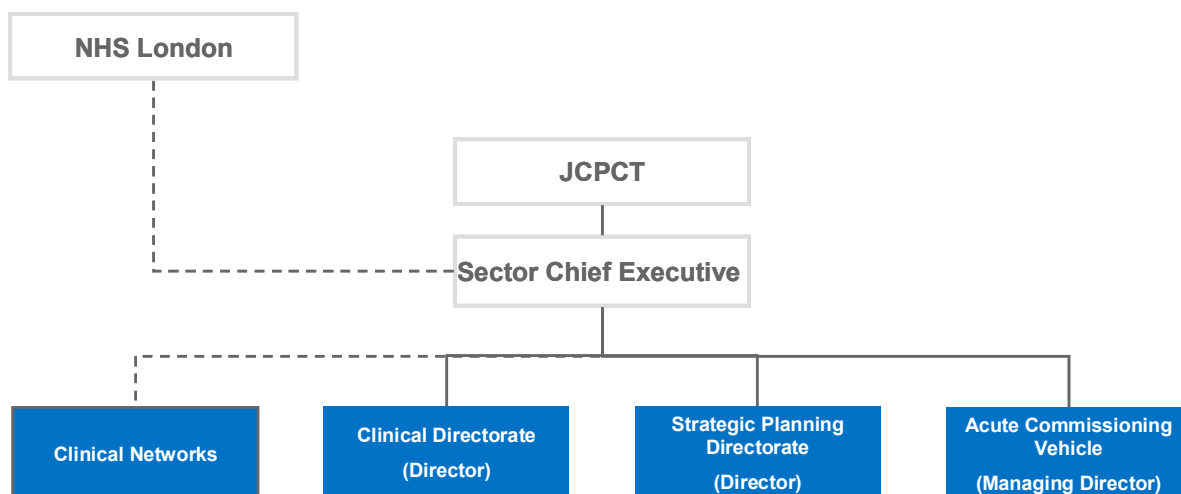 NHS London
JCPCT
Sector Chief Executive
Clinical Networks
Clinical Directorate
(Director)
Strategic Planning
Directorate
(Director)
Acute Commissioning
Vehicle
(Managing Director)